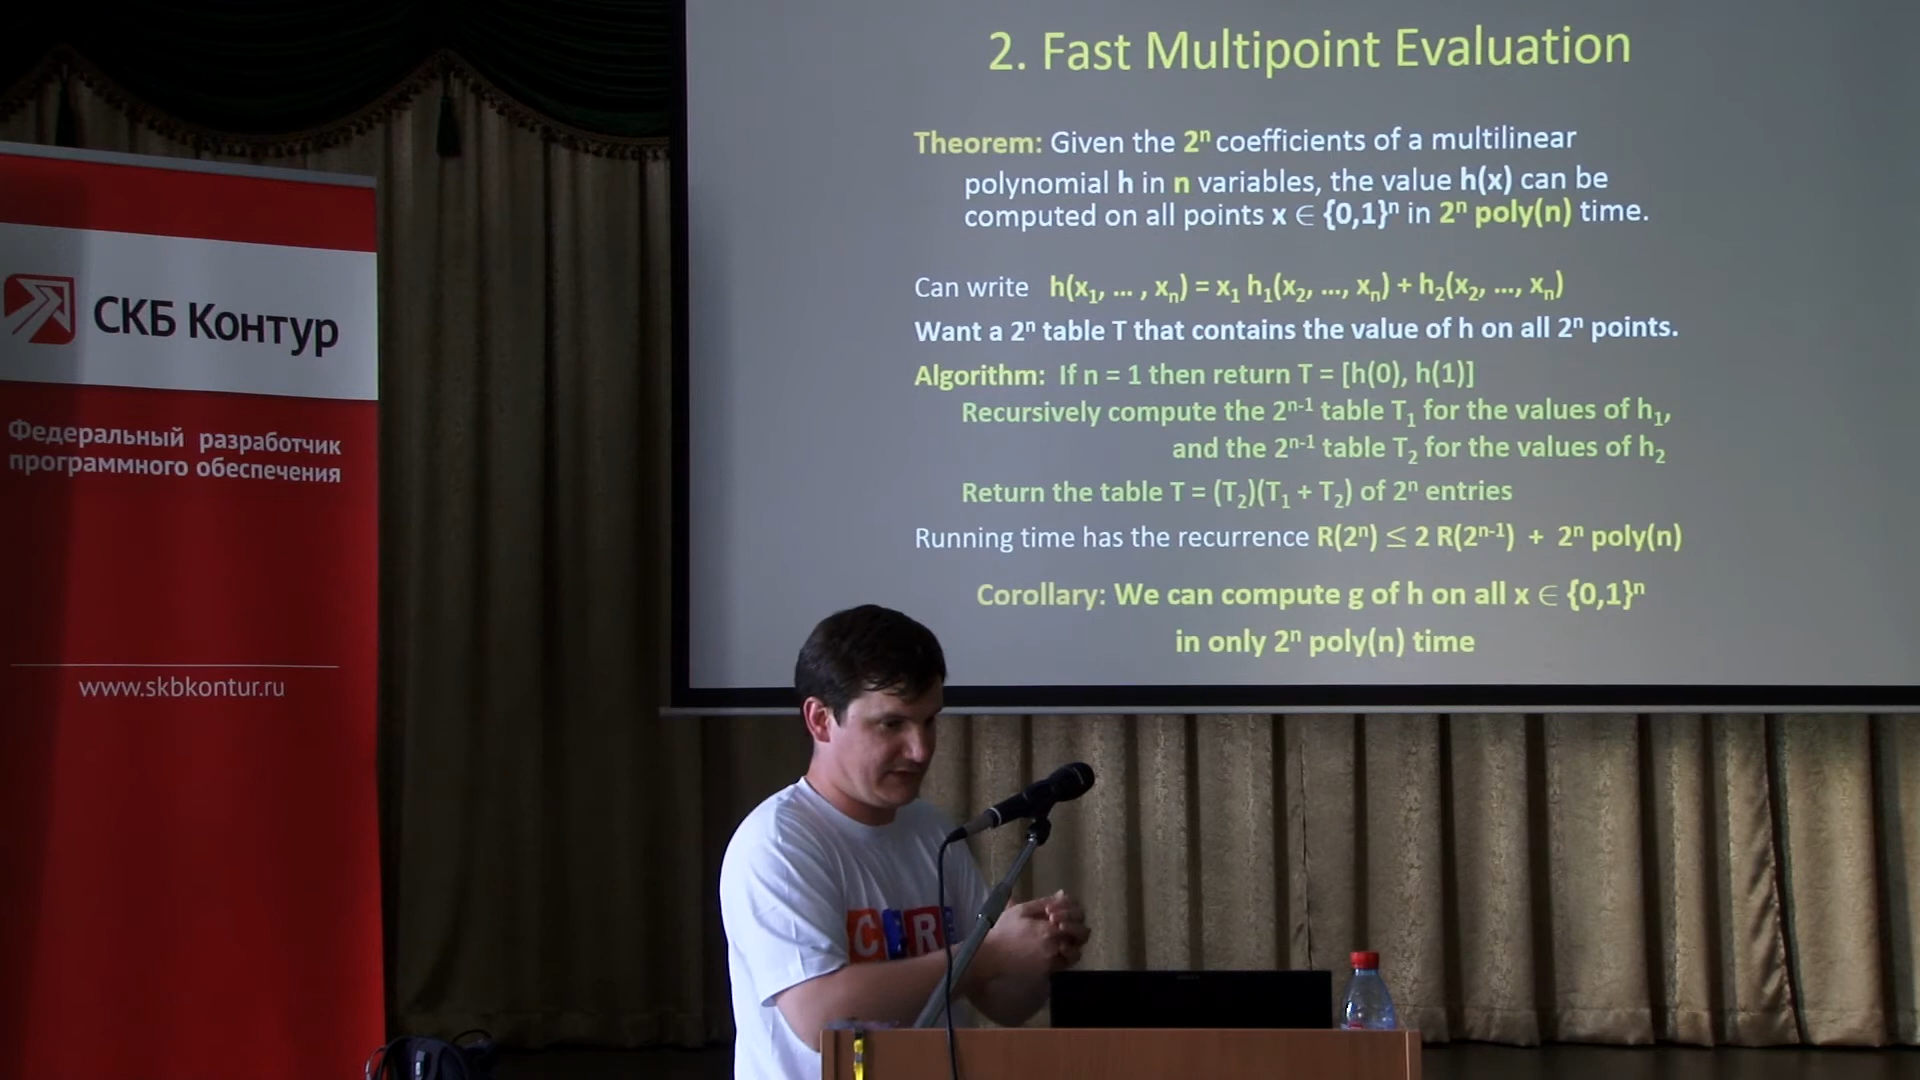 2. Fast Multipoint Evaluation
Theorem: Given the 2ⁿ coefficients of a multilinear
polynomial h in n variables, the value h(x) can be
computed on all points x ∈ {0,1}ⁿ in 2ⁿ poly(n) time.
Can write h(x₁, ... , xₙ) = x₁ h₁(x₂, ..., xₙ) + h₂(x₂, ..., xₙ)
Want a 2ⁿ table T that contains the value of h on all 2ⁿ points.
Algorithm: If n = 1 then return T = [h(0), h(1)]
Recursively compute the 2ⁿ⁻¹ table T₁ for the values of h₁,
and the 2ⁿ⁻¹ table T₂ for the values of h₂
Return the table T = (T₂)(T₁ + T₂) of 2ⁿ entries
Running time has the recurrence R(2ⁿ) ≤ 2 R(2ⁿ⁻¹) + 2ⁿ poly(n)
Corollary: We can compute g of h on all x ∈ {0,1}ⁿ
in only 2ⁿ poly(n) time
СКБ Контур
Федеральный разработчик
программного обеспечения
www.skbkontur.ru